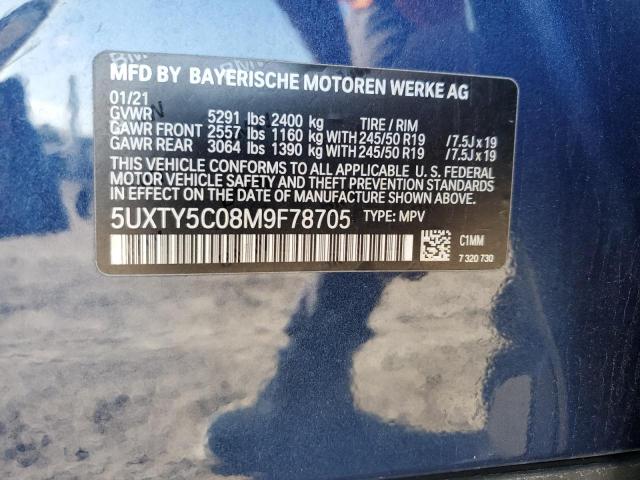 MFD BY BAYERISCHE MOTOREN WERKE AG
01/21
GVWR 5291 lbs 2400 kg TIRE / RIM
GAWR FRONT 2557 lbs 1160 kg WITH 245/50 R19 /7.5J x 19
GAWR REAR 3064 lbs 1390 kg WITH 245/50 R19 /7.5J x 19
THIS VEHICLE CONFORMS TO ALL APPLICABLE U. S. FEDERAL
MOTOR VEHICLE SAFETY, BUMPER, AND THEFT PREVENTION STANDARDS
IN EFFECT ON THE DATE OF MANUFACTURE SHOWN ABOVE.
5UXTY5C08M9F78705 TYPE: MPV
C1MM
7 320 730